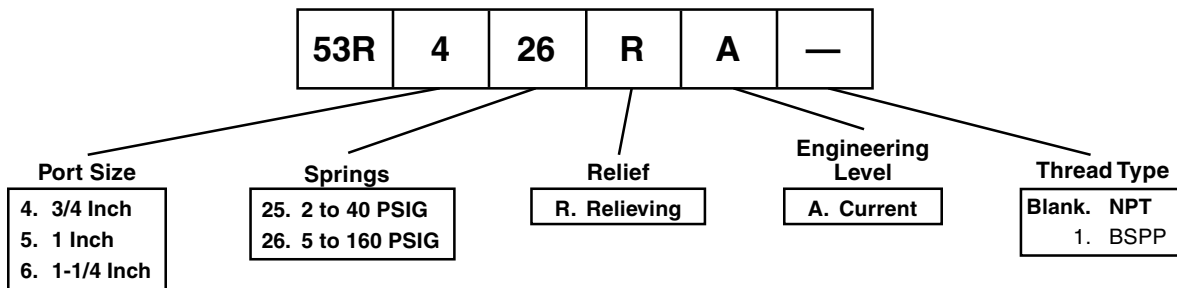 53R 4 26 R A —
Port Size
4. 3/4 Inch
5. 1 Inch
6. 1-1/4 Inch
Springs
25. 2 to 40 PSIG
26. 5 to 160 PSIG
Relief
R. Relieving
Engineering
Level
A. Current
Thread Type
Blank. NPT
1. BSPP